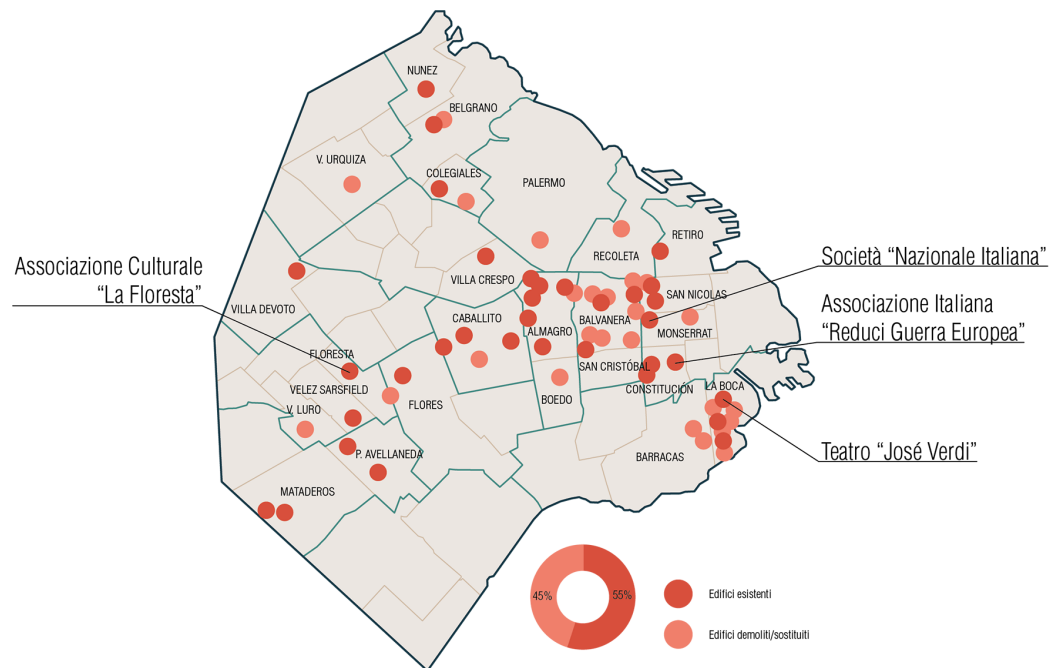 NUNEZ
BELGRANO
V. URQUIZA
COLEGIALES
PALERMO
RETIRO
RECOLETA
Società “Nazionale Italiana”
Associazione Culturale
“La Floresta”
VILLA CRESPO
SAN NICOLAS
VILLA DEVOTO
CABALLITO
ALMAGRO
BALVANERA
MONSERRAT
Associazione Italiana
“Reduci Guerra Europea”
FLORESTA
SAN CRISTÓBAL
VELEZ SARSFIELD
CONSTITUCIÓN
LA BOCA
V. LURO
FLORES
BOEDO
P. AVELLANEDA
BARRACAS
Teatro “José Verdi”
MATADEROS
45%
55%
Edifici esistenti
Edifici demoliti/sostituiti